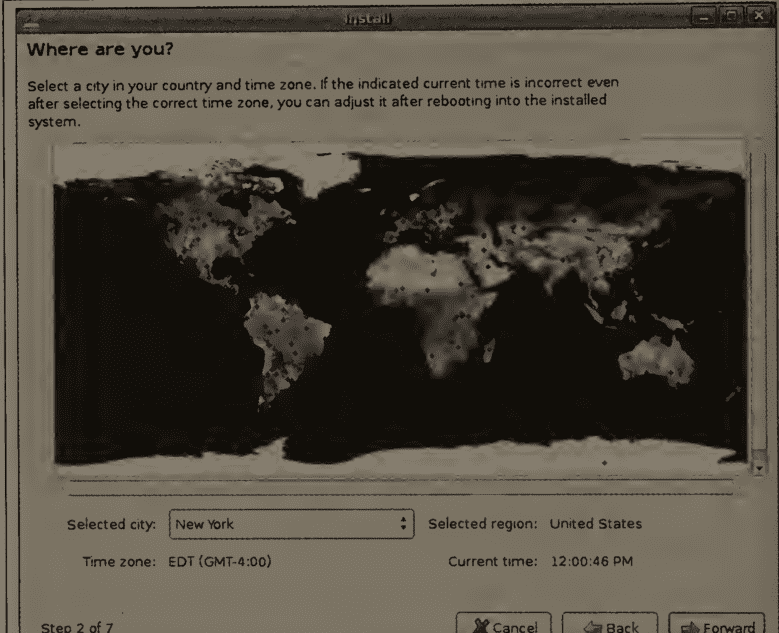 Install
Where are you?
Select a city in your country and time zone. If the indicated current time is incorrect even
after selecting the correct time zone, you can adjust it after rebooting into the installed
system.
Selected city: New York Selected region: United States
Time zone: EDT (GMT-4:00) Current time: 12:00:46 PM
Step 2 of 7 Cancel Back Forward